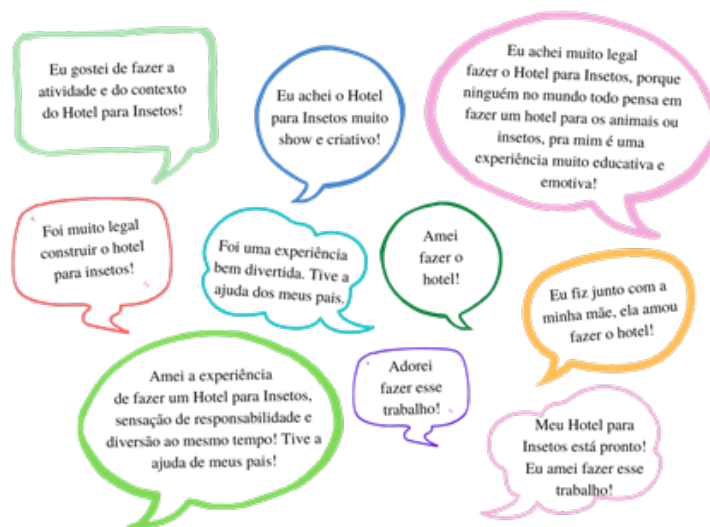 Eu gostei de fazer a
atividade e do contexto
do Hotel para Insetos!
Eu achei o Hotel
para Insetos muito
show e criativo!
Eu achei muito legal
fazer o Hotel para Insetos, porque
ninguém no mundo todo pensa em
fazer um hotel para os animais ou
insetos, pra mim é uma
experiência muito educativa e
emotiva!
Foi muito legal
construir o hotel
para insetos!
Foi uma experiência
bem divertida. Tive a
ajuda dos meus pais.
Amei
fazer o
hotel!
Eu fiz junto com a
minha mãe, ela amou
fazer o hotel!
Amei a experiência
de fazer um Hotel para Insetos,
sensação de responsabilidade e
diversão ao mesmo tempo! Tive a
ajuda de meus pais!
Adorei
fazer esse
trabalho!
Meu Hotel para
Insetos está pronto!
Eu amei fazer esse
trabalho!